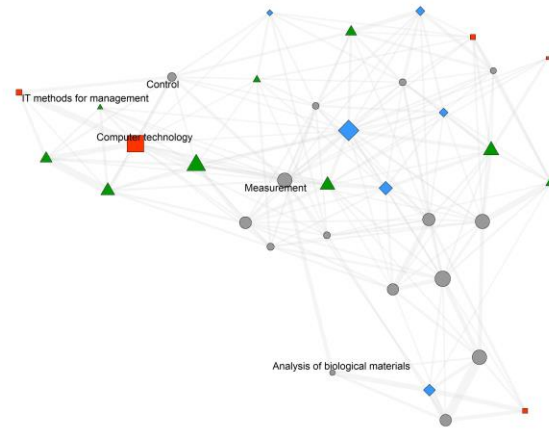 Control
IT methods for management
Computer technology
Measurement
Analysis of biological materials